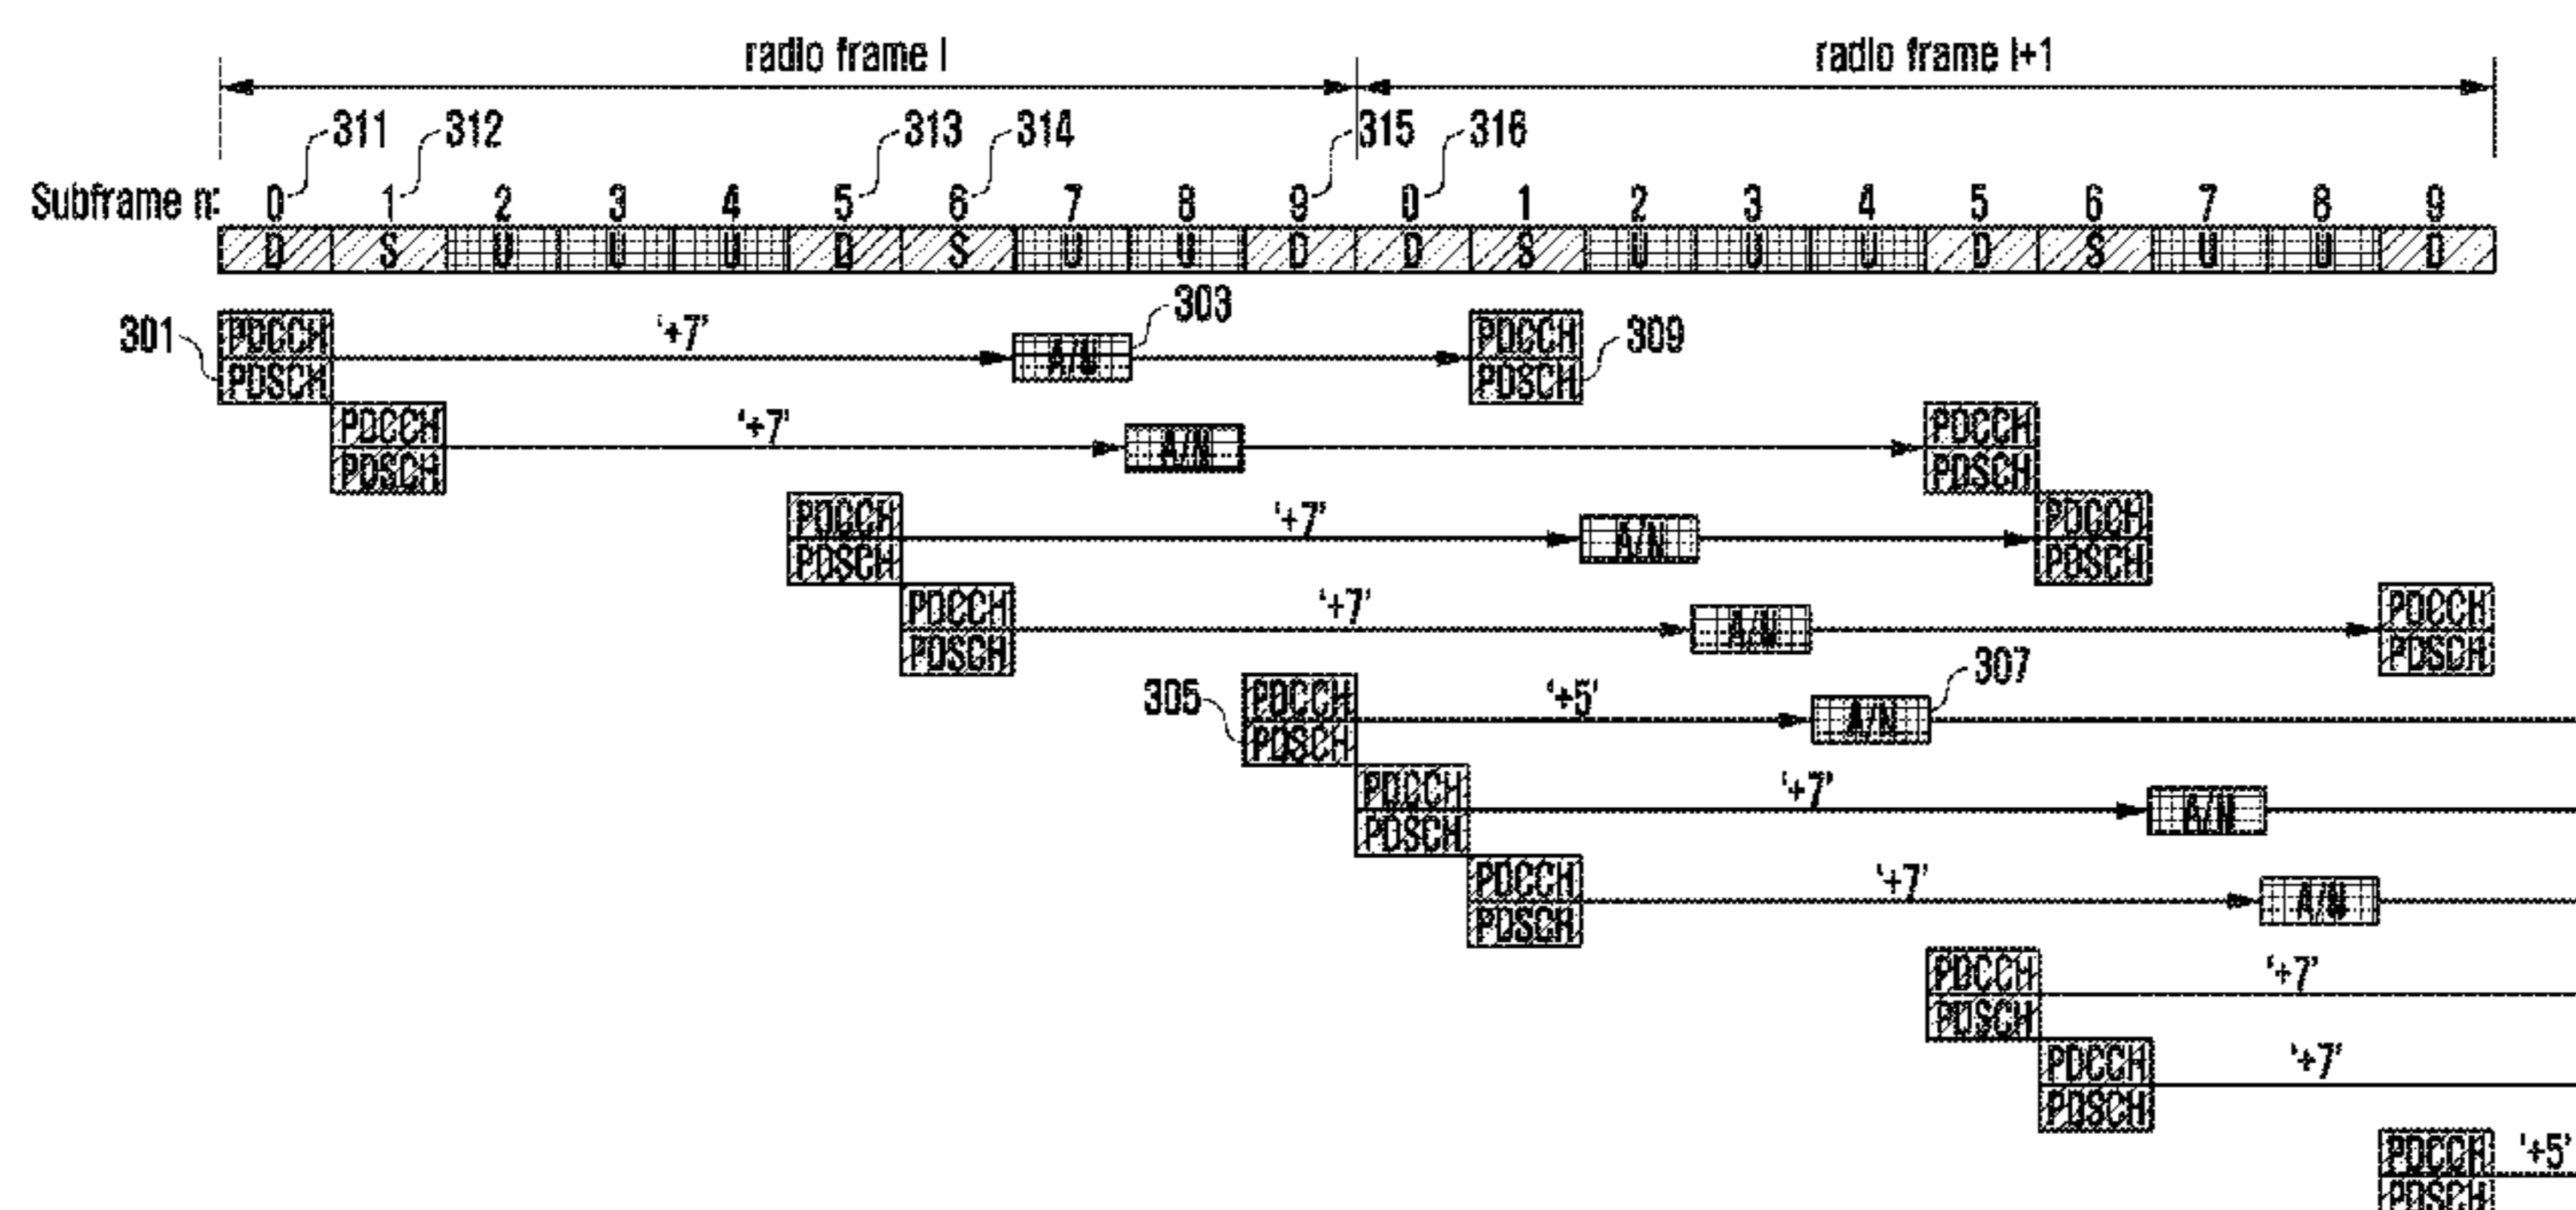 radio frame i
radio frame i+1
311
312
313
314
315
316
Subframe n: 0 1 2 3 4 5 6 7 8 9 0 1 2 3 4 5 6 7 8 9
D S U U U D S U U D D S U U U D S U U D
301
PDCCH
PDSCH
'+7'
A/N
303
PDCCH
PDSCH
309
PDCCH
PDSCH
'+7'
A/N
PDCCH
PDSCH
PDCCH
PDSCH
'+7'
A/N
PDCCH
PDSCH
PDCCH
PDSCH
'+7'
A/N
PDCCH
PDSCH
305
PDCCH
PDSCH
'+5'
A/N
307
PDCCH
PDSCH
'+7'
A/N
PDCCH
PDSCH
'+7'
A/N
PDCCH
PDSCH
'+7'
PDCCH
PDSCH
'+7'
PDCCH
PDSCH
'+5'